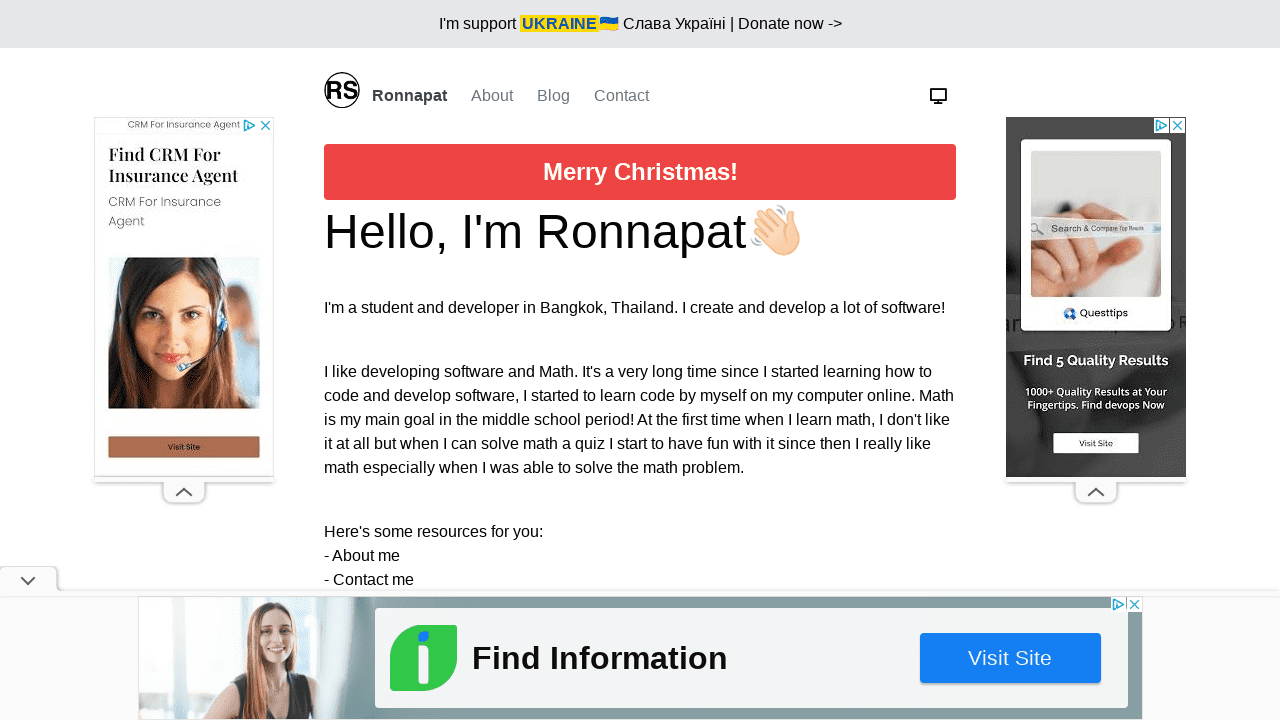 I'm support UKRAINE🇺🇦 Слава Україні | Donate now ->
RS Ronnapat About Blog Contact
CRM For Insurance Agent
Find CRM For
Insurance Agent
CRM For Insurance
Agent
Visit Site
Merry Christmas!
Hello, I'm Ronnapat👋🏻
I'm a student and developer in Bangkok, Thailand. I create and develop a lot of software!
I like developing software and Math. It's a very long time since I started learning how to
code and develop software, I started to learn code by myself on my computer online. Math
is my main goal in the middle school period! At the first time when I learn math, I don't like
it at all but when I can solve math a quiz I start to have fun with it since then I really like
math especially when I was able to solve the math problem.
Here's some resources for you:
- About me
- Contact me
Search & Compare Top Results
Questtips
Find 5 Quality Results
1000+ Quality Results at Your
Fingertips. Find devops Now
Visit Site
i Find Information
Visit Site